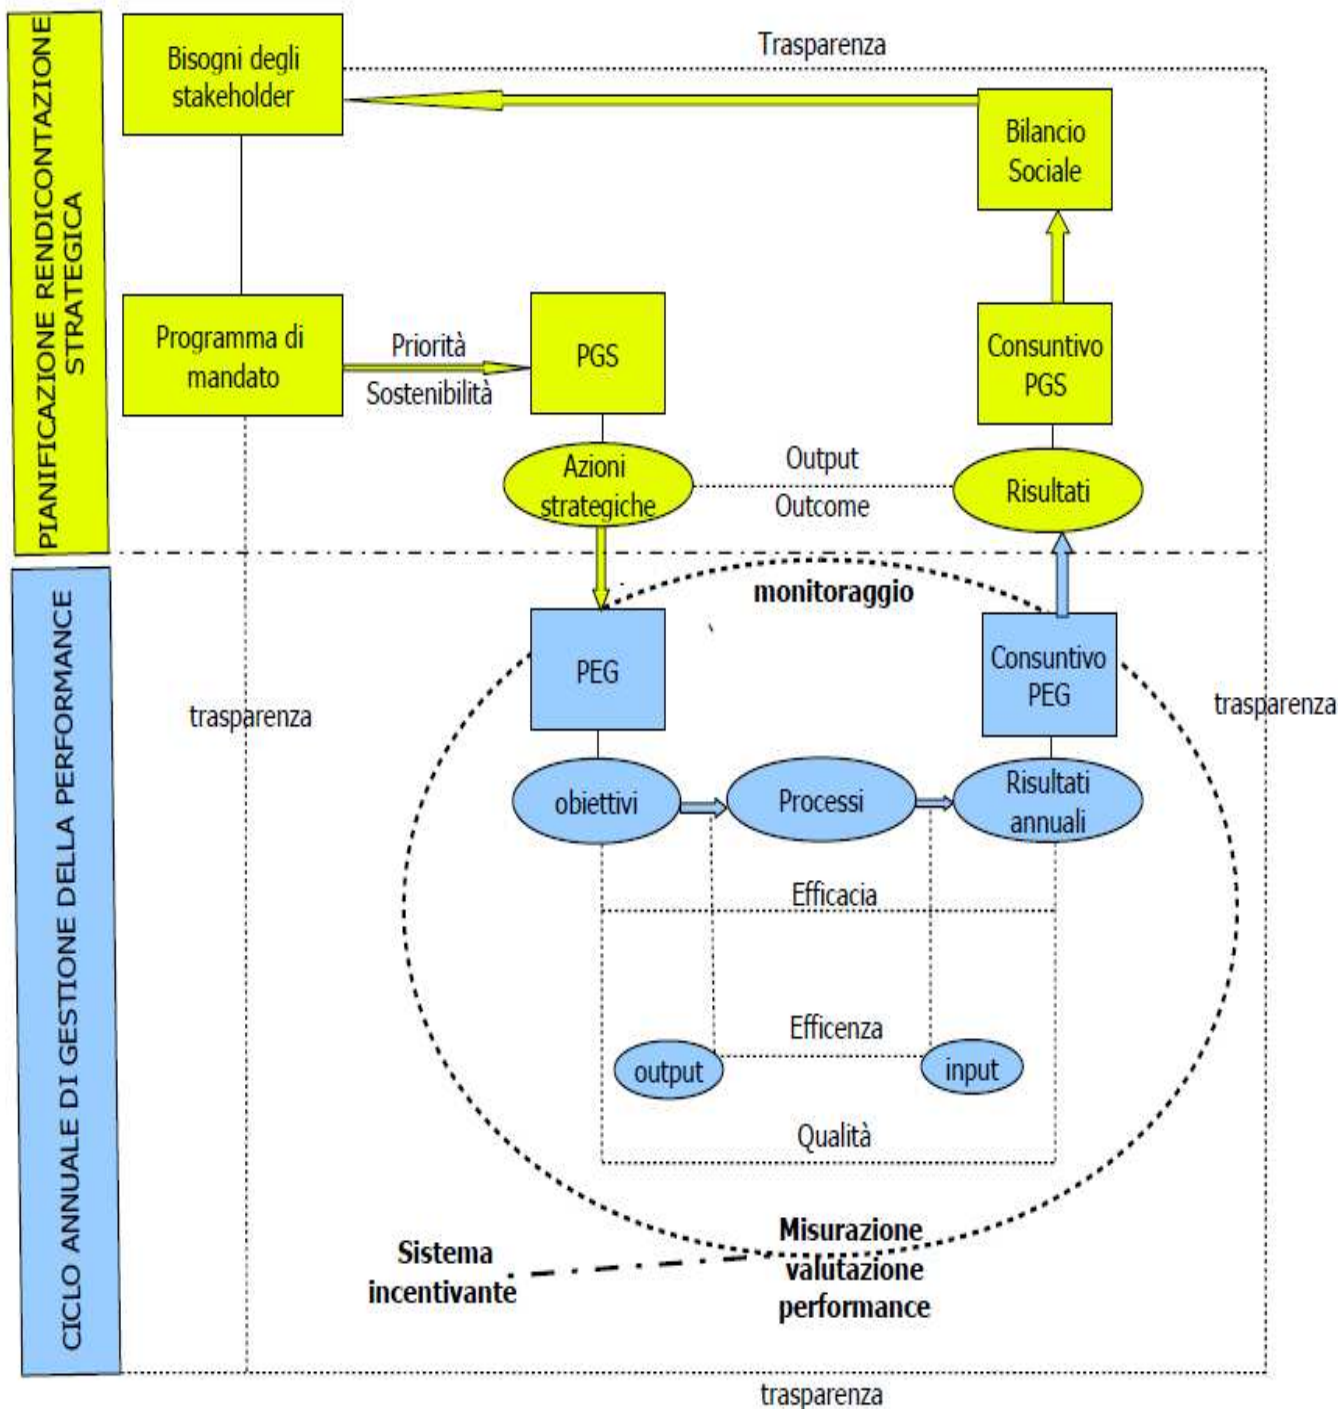 PIANIFICAZIONE RENDICONTAZIONE
STRATEGICA
Bisogni degli
stakeholder
Trasparenza
Bilancio
Sociale
Programma di
mandato
Priorità
Sostenibilità
PGS
Consuntivo
PGS
Azioni
strategiche
Output
Outcome
Risultati
CICLO ANNUALE DI GESTIONE DELLA PERFORMANCE
monitoraggio
PEG
Consuntivo
PEG
trasparenza
trasparenza
obiettivi
Processi
Risultati
annuali
Efficacia
Efficenza
output
input
Qualità
Sistema
incentivante
Misurazione
valutazione
performance
trasparenza